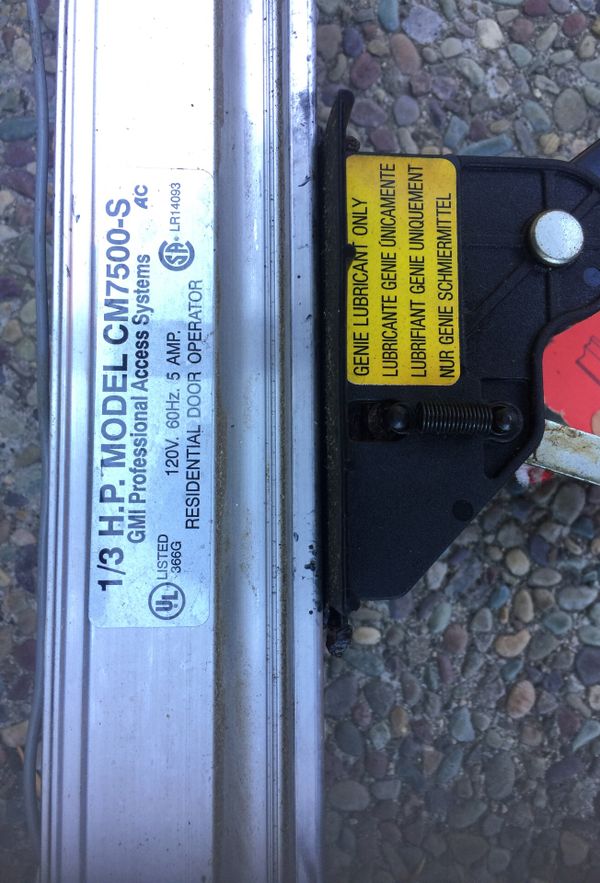 1/3 H.P. MODEL CM7500-S
GMI Professional Access Systems AC
120V. 60Hz. 5 AMP.
RESIDENTIAL DOOR OPERATOR
UL LISTED
366G
SA LR14093
GENIE LUBRICANT ONLY
LUBRICANTE GENIE ÚNICAMENTE
LUBRIFIANT GENIE UNIQUEMENT
NUR GENIE SCHMIERMITTEL